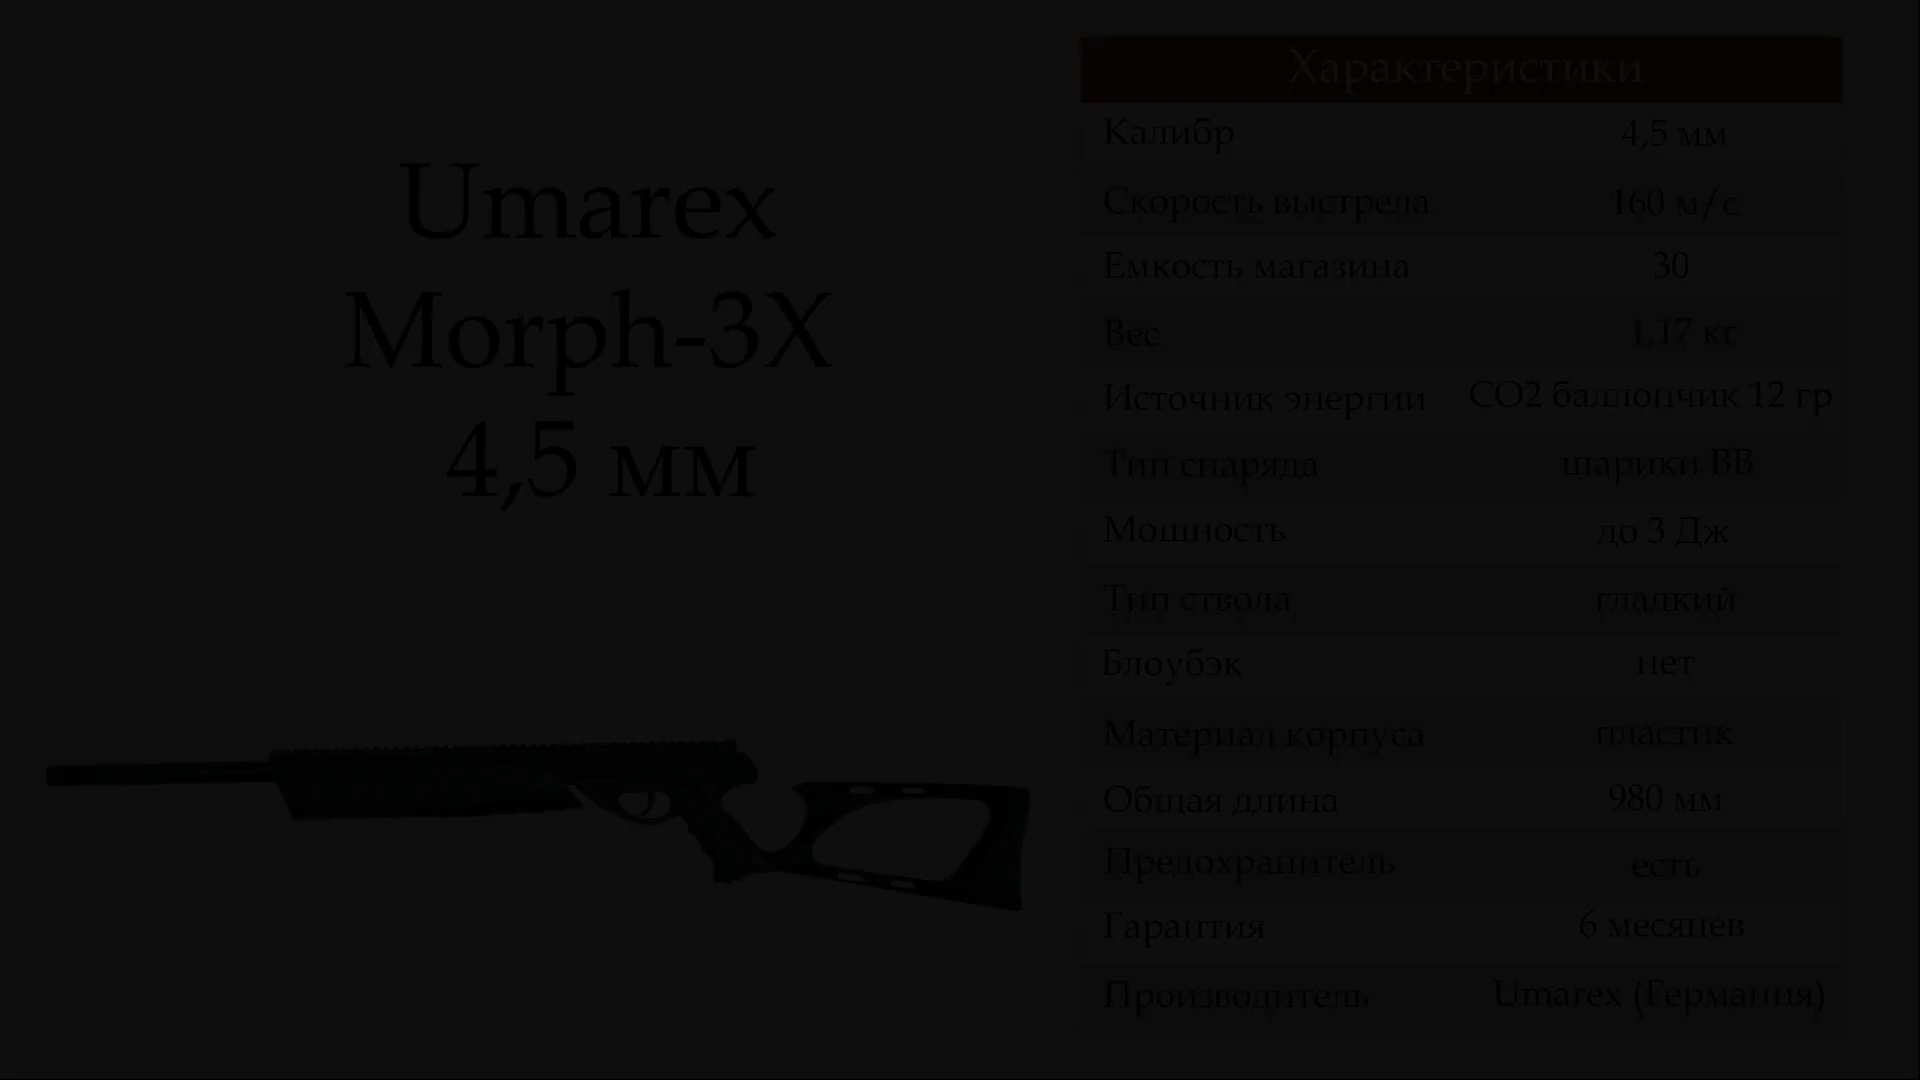 Umarex
Morph-3X
4,5 мм
Характеристики
Калибр 4,5 мм
Скорость выстрела 160 м/с
Емкость магазина 30
Вес 1,17 кг
Источник энергии CO2 баллончик 12 гр
Тип снаряда шарики BB
Мощность до 3 Дж
Тип ствола гладкий
Блоубэк нет
Материал корпуса пластик
Общая длина 980 мм
Предохранитель есть
Гарантия 6 месяцев
Производитель Umarex (Германия)